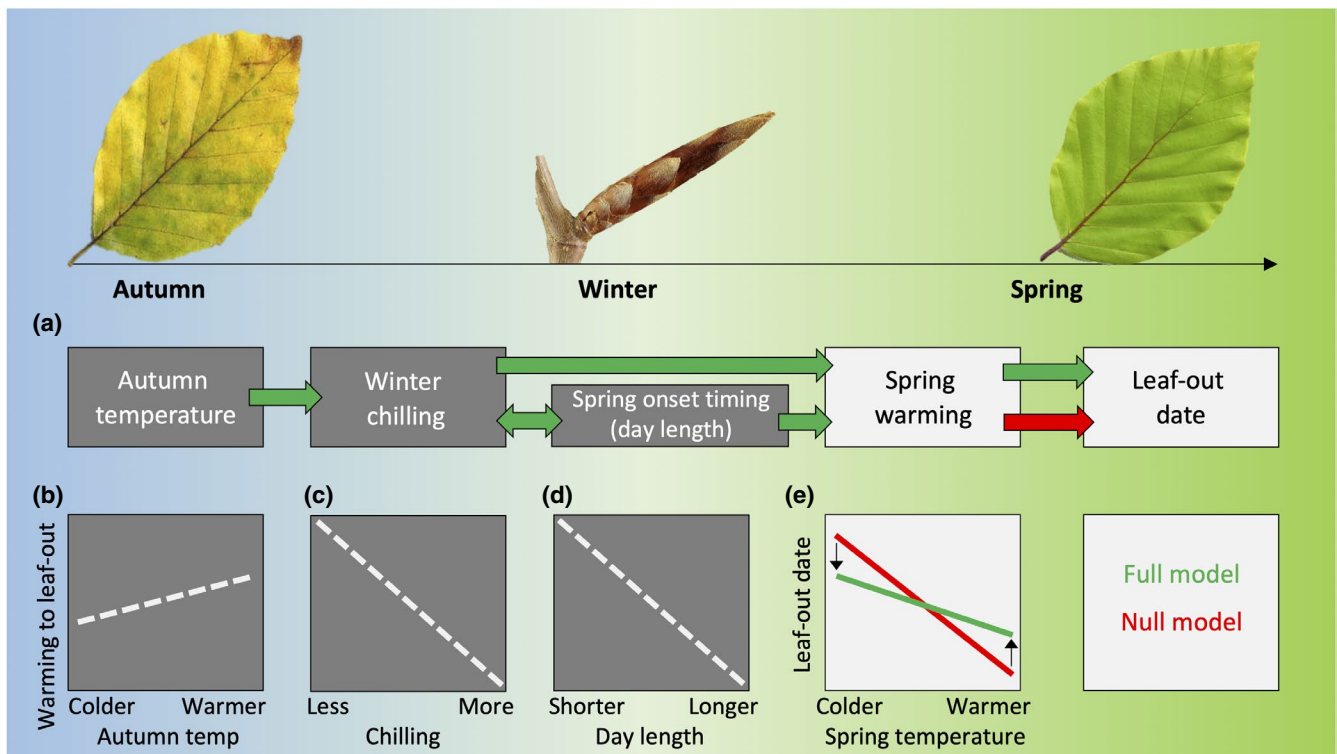 Autumn
Winter
Spring
(a)
Autumn
temperature
Winter
chilling
Spring onset timing
(day length)
Spring
warming
Leaf-out
date
(b)
(c)
(d)
(e)
Warming to leaf-out
Colder Warmer
Autumn temp
Less More
Chilling
Shorter Longer
Day length
Leaf-out date
Colder Warmer
Spring temperature
Full model
Null model